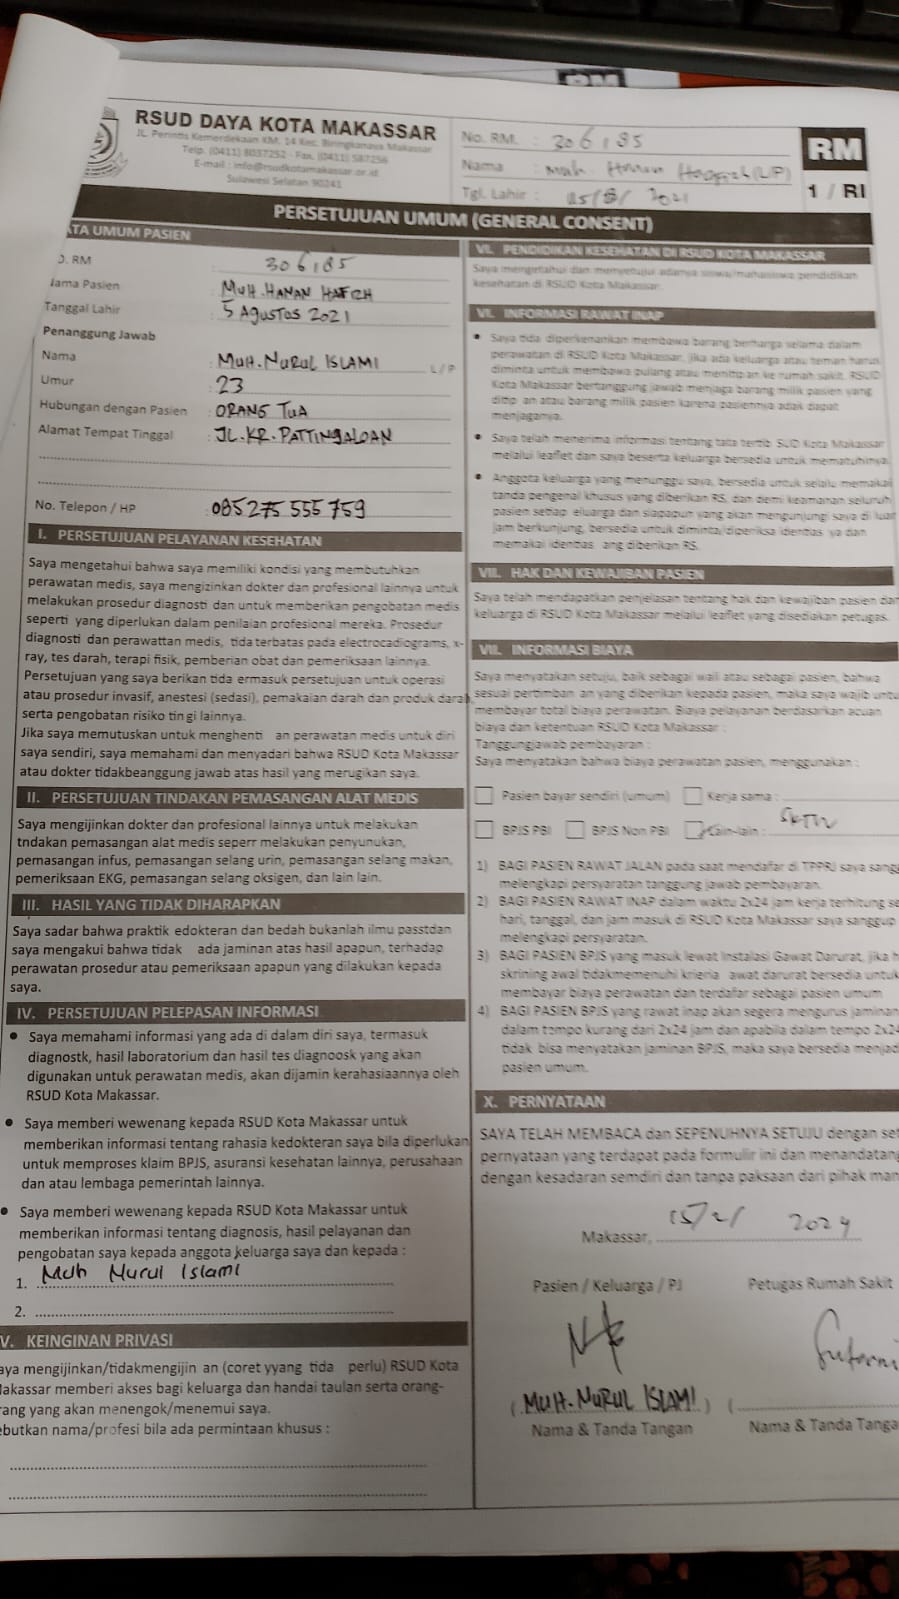 RSUD DAYA KOTA MAKASSAR
JL. Perintis Kemerdekaan KM. 14 Kec. Biringkanaya Makassar
Telp. (0411) 8037252 - Fax. (0411) 587256
E-mail : info@rsudkotamakassar.or.id
Sulawesi Selatan 90241
No. RM. : 306185
Nama : Muh. Hanan (L/P)
Tgl. Lahir : 05/8/ 2021
RM
1 / RI
PERSETUJUAN UMUM (GENERAL CONSENT)
ATA UMUM PASIEN
O. RM : 306185
Nama Pasien : MUH. HANAN HAFIZH
Tanggal Lahir : 5 AGUSTOS 2021
Penanggung Jawab
Nama : MUH. NURUL ISLAMI L/P
Umur : 23
Hubungan dengan Pasien : ORANG TUA
Alamat Tempat Tinggal : JL. KR. PATTINGALOAN
No. Telepon / HP : 085275555759
I. PERSETUJUAN PELAYANAN KESEHATAN
Saya mengetahui bahwa saya memiliki kondisi yang membutuhkan
perawatan medis, saya mengizinkan dokter dan profesional lainnya untuk
melakukan prosedur diagnosti dan untuk memberikan pengobatan medis
seperti yang diperlukan dalam penilaian profesional mereka. Prosedur
diagnosti dan perawattan medis, tida terbatas pada electrocadiograms, x-
ray, tes darah, terapi fisik, pemberian obat dan pemeriksaan lainnya.
Persetujuan yang saya berikan tida ermasuk persetujuan untuk operasi
atau prosedur invasif, anestesi (sedasi), pemakaian darah dan produk darah,
serta pengobatan risiko tin gi lainnya.
Jika saya memutuskan untuk menghenti an perawatan medis untuk diri
saya sendiri, saya memahami dan menyadari bahwa RSUD Kota Makassar
atau dokter tidakbeanggung jawab atas hasil yang merugikan saya.
II. PERSETUJUAN TINDAKAN PEMASANGAN ALAT MEDIS
Saya mengijinkan dokter dan profesional lainnya untuk melakukan
tndakan pemasangan alat medis seperr melakukan penyunukan,
pemasangan infus, pemasangan selang urin, pemasangan selang makan,
pemeriksaan EKG, pemasangan selang oksigen, dan lain lain.
III. HASIL YANG TIDAK DIHARAPKAN
Saya sadar bahwa praktik edokteran dan bedah bukanlah ilmu passtdan
saya mengakui bahwa tidak ada jaminan atas hasil apapun, terhadap
perawatan prosedur atau pemeriksaan apapun yang dilakukan kepada
saya.
IV. PERSETUJUAN PELEPASAN INFORMASI
• Saya memahami informasi yang ada di dalam diri saya, termasuk
diagnostk, hasil laboratorium dan hasil tes diagnoosk yang akan
digunakan untuk perawatan medis, akan dijamin kerahasiaannya oleh
RSUD Kota Makassar.
• Saya memberi wewenang kepada RSUD Kota Makassar untuk
memberikan informasi tentang rahasia kedokteran saya bila diperlukan
untuk memproses klaim BPJS, asuransi kesehatan lainnya, perusahaan
dan atau lembaga pemerintah lainnya.
• Saya memberi wewenang kepada RSUD Kota Makassar untuk
memberikan informasi tentang diagnosis, hasil pelayanan dan
pengobatan saya kepada anggota keluarga saya dan kepada :
1. Muh Nurul Islami
2.
V. KEINGINAN PRIVASI
aya mengijinkan/tidakmengijin an (coret yyang tida perlu) RSUD Kota
Makassar memberi akses bagi keluarga dan handai taulan serta orang-
rang yang akan menengok/menemui saya.
ebutkan nama/profesi bila ada permintaan khusus :
VI. PENDIDIKAN KESEHATAN DI RSUD KOTA MAKASSAR
Saya mengetahui dan menyetujui adanya siswa/mahasiswa pendidikan
kesehatan di RSUD Kota Makassar.
VI. INFORMASI RAWAT INAP
• Saya tida diperkenankan membawa barang berharga selama dalam
perawatan di RSUD Kota Makassar, jika ada keluarga atau teman harus
diminta untuk membawa pulang atau menitip an ke rumah sakit. RSUD
Kota Makassar bertanggung jawab menjaga barang milik pasien yang
ditip an atau barang milik pasien karena pasiennya adak dapat
menjaganya.
• Saya telah menerima informasi tentang tata tertib SUD Kota Makassar
melalui leaflet dan saya beserta keluarga bersedia untuk mematuhinya.
• Anggota keluarga yang menunggu saya, bersedia untuk selalu memakai
tanda pengenal khusus yang diberikan RS, dan demi keamanan seluruh
pasien setiap eluarga dan siapapun yang akan mengunjungi saya di luar
jam berkunjung, bersedia untuk diminta/diperiksa identtas ya dan
memakai identtas ang diberikan RS.
VII. HAK DAN KEWAJIBAN PASIEN
Saya telah mendapatkan penjelasan tentang hak dan kewajiban pasien dan
keluarga di RSUD Kota Makassar melalui leaflet yang disediakan petugas.
VII. INFORMASI BIAYA
Saya menyatakan setuju, baik sebagai wali atau sebagai pasien, bahwa
sesuai pertimban an yang diberikan kepada pasien, maka saya wajib untu
membayar total biaya perawatan. Biaya pelayanan berdasarkan acuan
biaya dan ketentuan RSUD Kota Makassar :
Tanggungjawab pembayaran :
Saya menyatakan bahwa biaya perawatan pasien, menggunakan :
Pasien bayar sendiri (umum) Kerja sama :
BPJS PBI BPJS Non PBI Lain-lain : SKTM
1) BAGI PASIEN RAWAT JALAN pada saat mendafar di TPPRJ saya sangg
melengkapi persyaratan tanggung jawab pembayaran.
2) BAGI PASIEN RAWAT INAP dalam waktu 2x24 jam kerja terhitung se
hari, tanggal, dan jam masuk di RSUD Kota Makassar saya sanggup
melengkapi persyaratan.
3) BAGI PASIEN BPJS yang masuk lewat Instalasi Gawat Darurat, jika h
skrining awal tidakmemenuhi krieria awat darurat bersedia untuk
membayar biaya perawatan dan terdafar sebagai pasien umum
4) BAGI PASIEN BPJS yang rawat inap akan segera mengurus jaminan
dalam tempo kurang dari 2x24 jam dan apabila dalam tempo 2x24
tidak bisa menyatakan jaminan BPJS, maka saya bersedia menjad
pasien umum.
X. PERNYATAAN
SAYA TELAH MEMBACA dan SEPENUHNYA SETUJU dengan set
pernyataan yang terdapat pada formulir ini dan menandatang
dengan kesadaran semdiri dan tanpa paksaan dari pihak man
Makassar, 15/2/ 2024
Pasien / Keluarga / PJ Petugas Rumah Sakit
(MUH. NURUL ISLAMI) (
Nama & Tanda Tangan Nama & Tanda Tanga